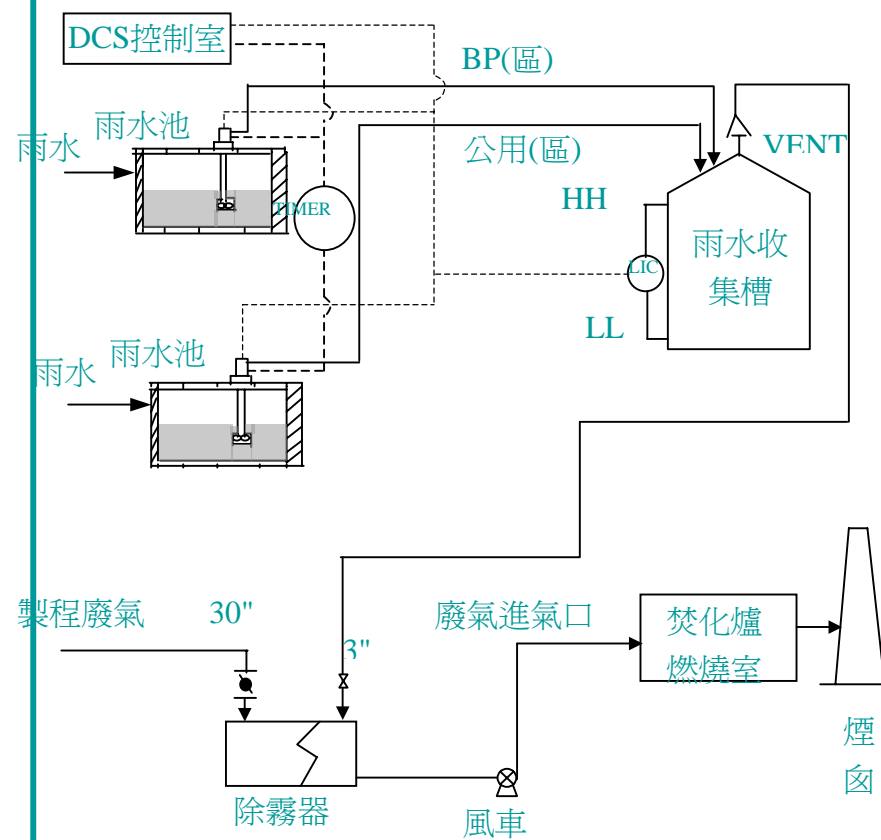 DCS控制室
BP(區)
雨水池
雨水
公用(區)
VENT
TIMER
HH
雨水收
集槽
LIC
LL
雨水池
雨水
製程廢氣
30"
3"
廢氣進氣口
焚化爐
燃燒室
煙
囪
除霧器
風車